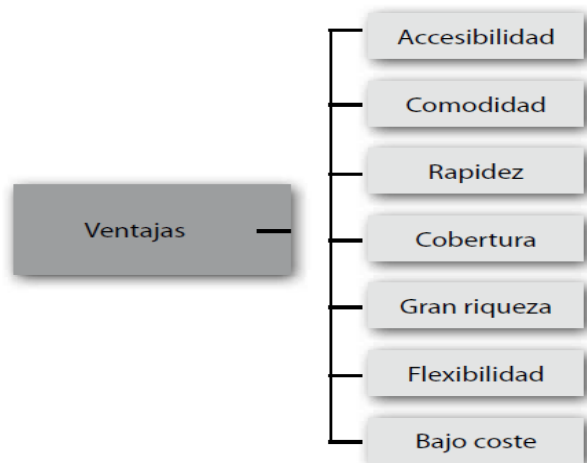 Ventajas
Accesibilidad
Comodidad
Rapidez
Cobertura
Gran riqueza
Flexibilidad
Bajo coste